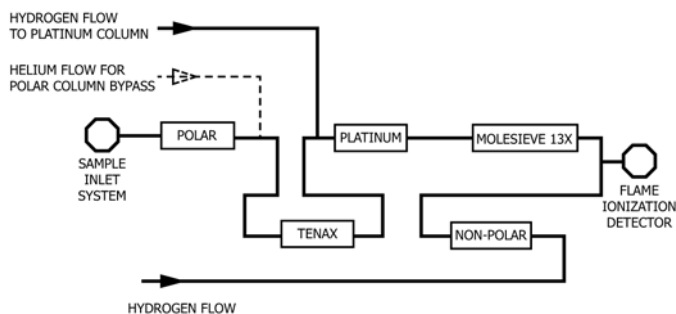 HYDROGEN FLOW
TO PLATINUM COLUMN
HELIUM FLOW FOR
POLAR COLUMN BYPASS
POLAR
PLATINUM
MOLESIEVE 13X
SAMPLE
INLET
SYSTEM
FLAME
IONIZATION
DETECTOR
TENAX
NON-POLAR
HYDROGEN FLOW